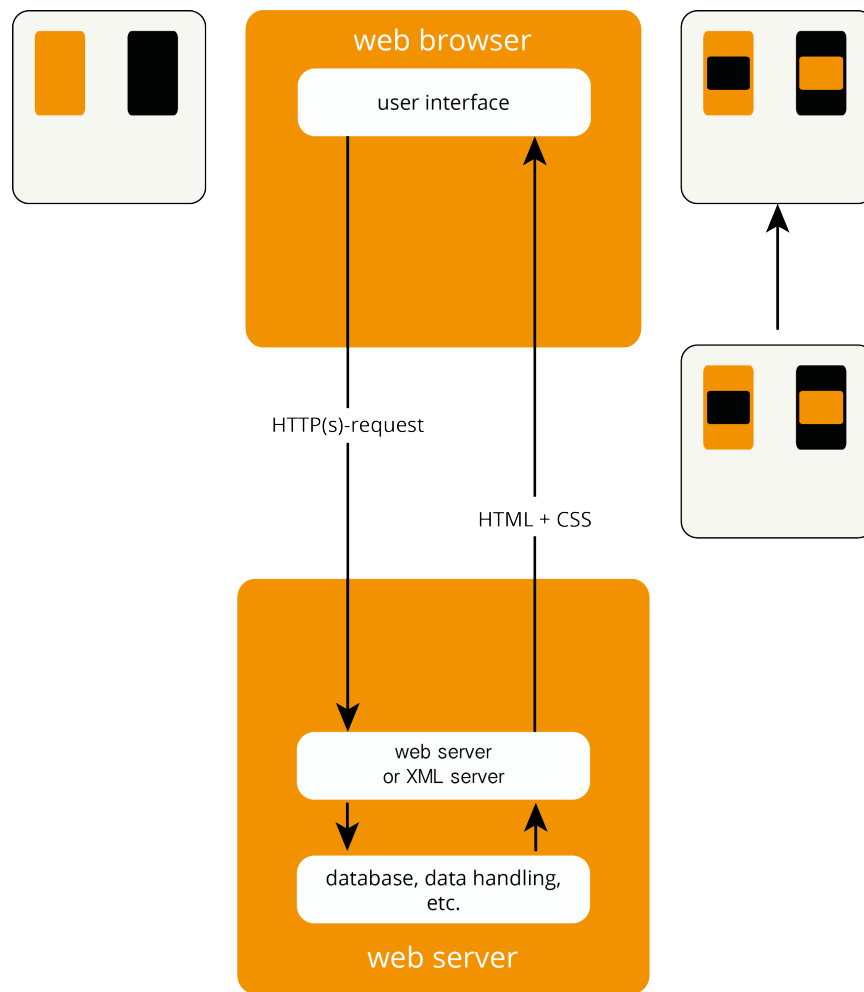 web browser
user interface
HTTP(s)-request
HTML + CSS
web server
or XML server
database, data handling,
etc.
web server